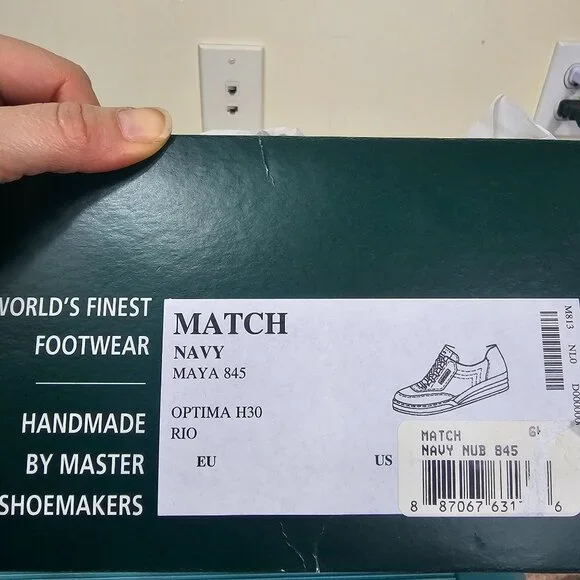 WORLD'S FINEST
FOOTWEAR
HANDMADE
BY MASTER
SHOEMAKERS
MATCH
NAVY
MAYA 845
OPTIMA H30
RIO
EU
US
M813 NL0
MATCH
NAVY NUB 845
8 87067 631 6